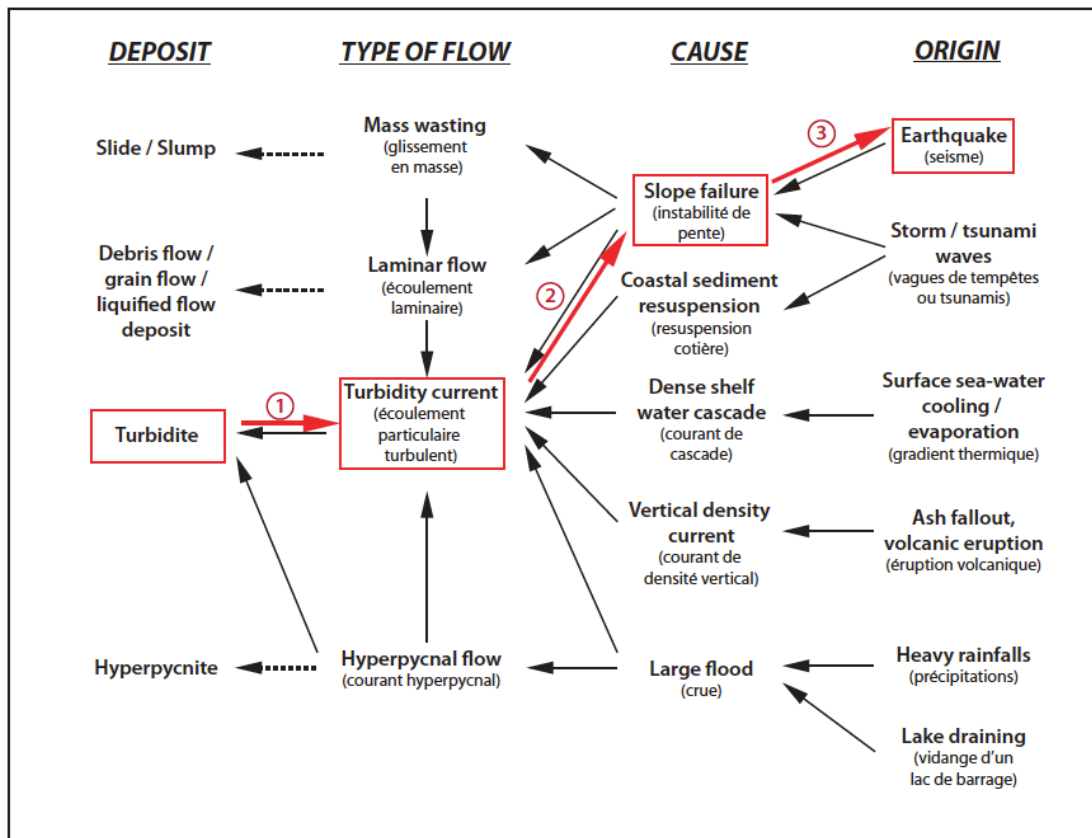 DEPOSIT
TYPE OF FLOW
CAUSE
ORIGIN
Slide / Slump
Mass wasting
(glissement
en masse)
3
Earthquake
(seisme)
Slope failure
(instabilité de
pente)
Debris flow /
grain flow /
liquified flow
deposit
Laminar flow
(écoulement
laminaire)
2
Coastal sediment
resuspension
(resuspension
cotière)
Storm / tsunami
waves
(vagues de tempêtes
ou tsunamis)
Turbidite
1
Turbidity current
(écoulement
particulaire
turbulent)
Dense shelf
water cascade
(courant de
cascade)
Surface sea-water
cooling /
evaporation
(gradient thermique)
Vertical density
current
(courant de
densité vertical)
Ash fallout,
volcanic eruption
(éruption volcanique)
Hyperpycnite
Hyperpycnal flow
(courant hyperpycnal)
Large flood
(crue)
Heavy rainfalls
(précipitations)
Lake draining
(vidange d'un
lac de barrage)